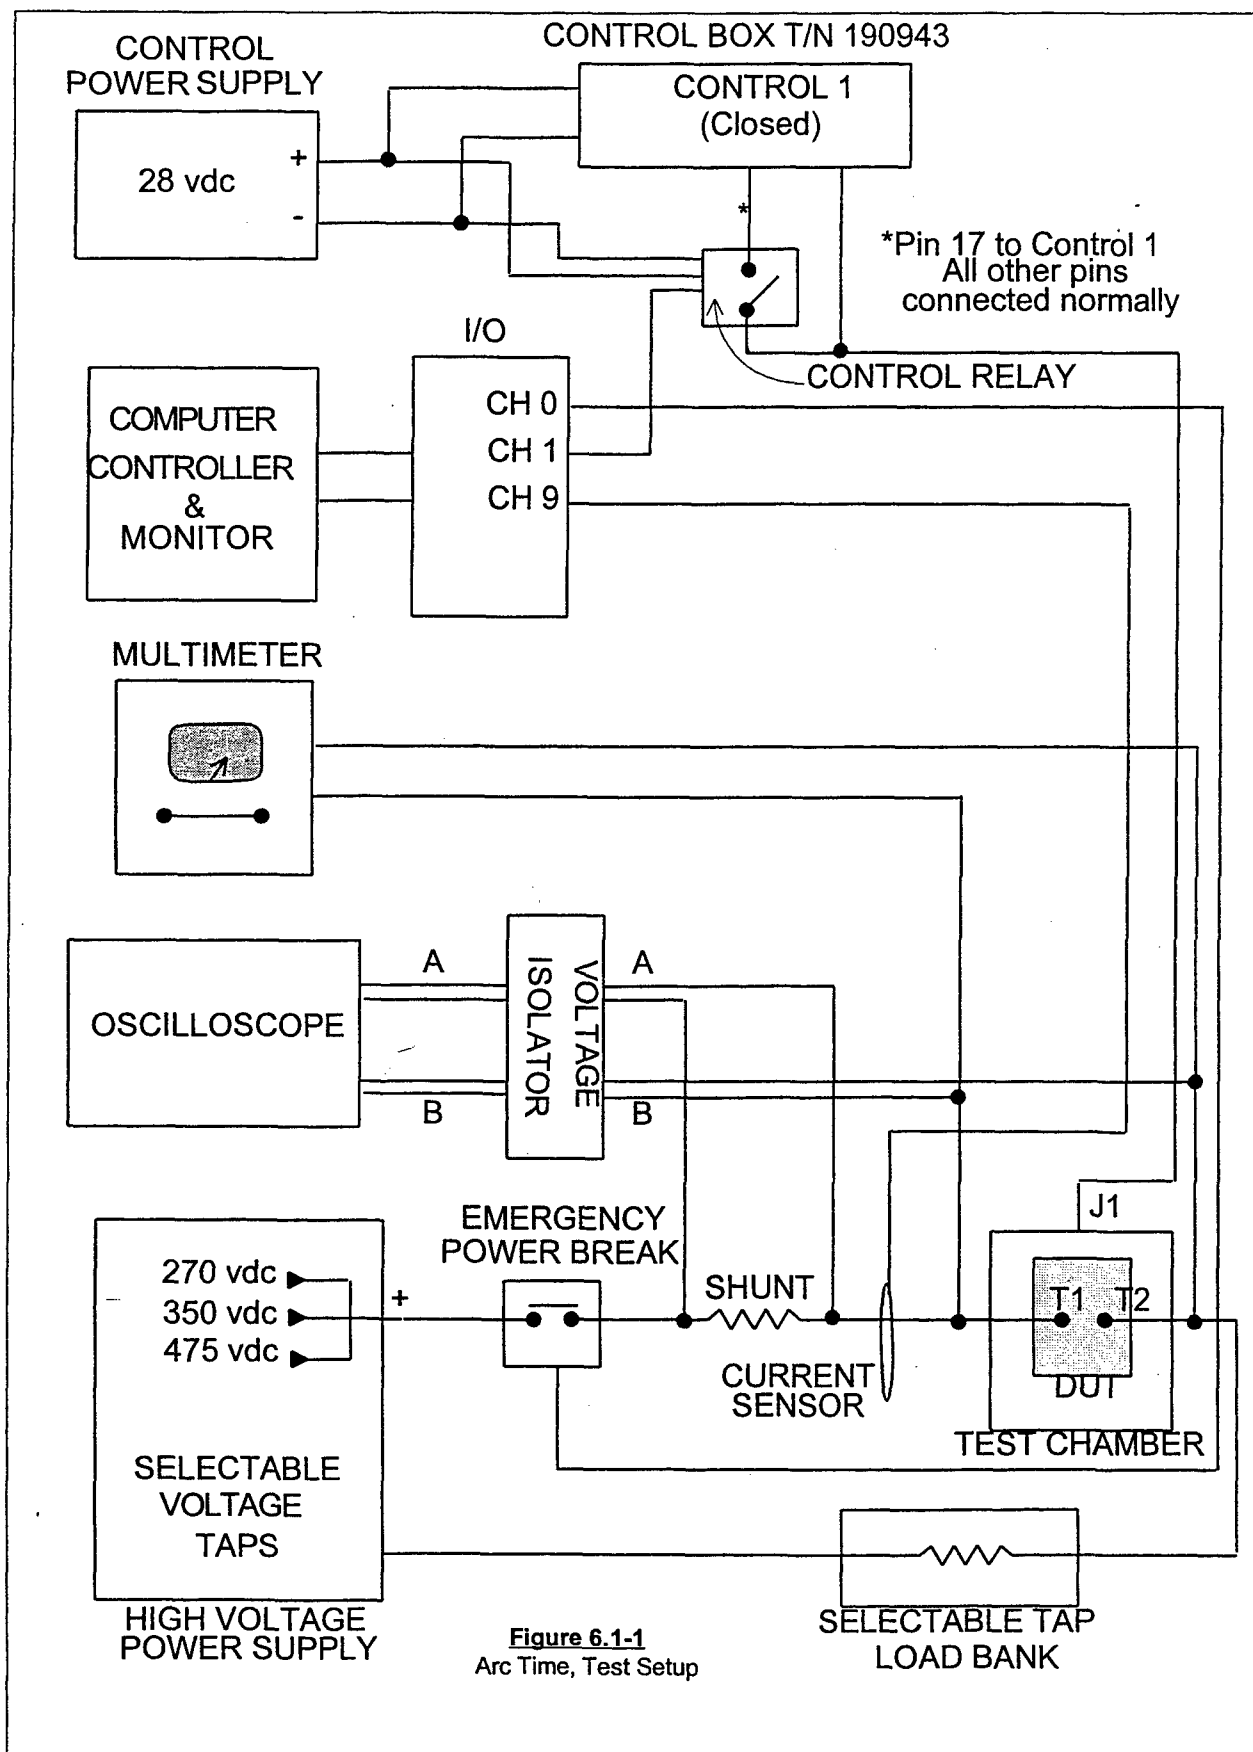 CONTROL
POWER SUPPLY
CONTROL BOX T/N 190943
CONTROL 1
(Closed)
28 vdc
+
-
*
*Pin 17 to Control 1
All other pins
connected normally
CONTROL RELAY
I/O
CH 0
CH 1
CH 9
COMPUTER
CONTROLLER
&
MONITOR
MULTIMETER
OSCILLOSCOPE
A
B
VOLTAGE
ISOLATOR
A
B
J1
EMERGENCY
POWER BREAK
SHUNT
270 vdc
350 vdc
475 vdc
+
T1 T2
DUT
CURRENT
SENSOR
TEST CHAMBER
SELECTABLE
VOLTAGE
TAPS
HIGH VOLTAGE
POWER SUPPLY
SELECTABLE TAP
LOAD BANK
Figure 6.1-1
Arc Time, Test Setup